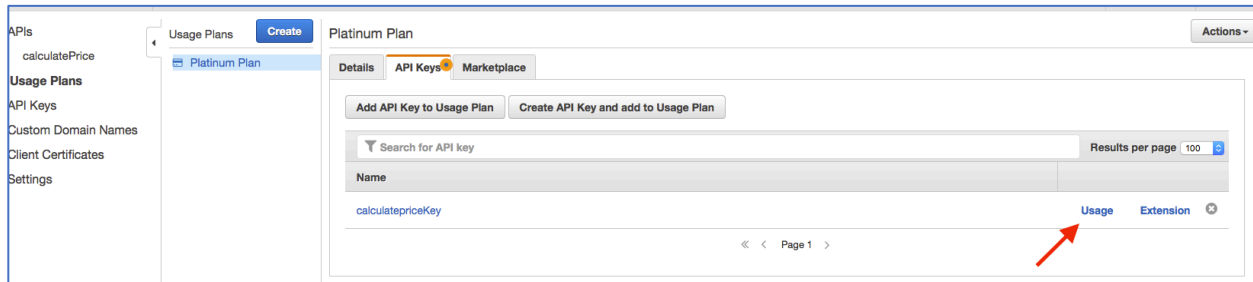 APIs
calculatePrice
Usage Plans
API Keys
Custom Domain Names
Client Certificates
Settings
Usage Plans
Create
Platinum Plan
Platinum Plan
Actions
Details
API Keys
Marketplace
Add API Key to Usage Plan
Create API Key and add to Usage Plan
Search for API key
Results per page 100
Name
calculatepriceKey
Usage
Extension
« < Page 1 >